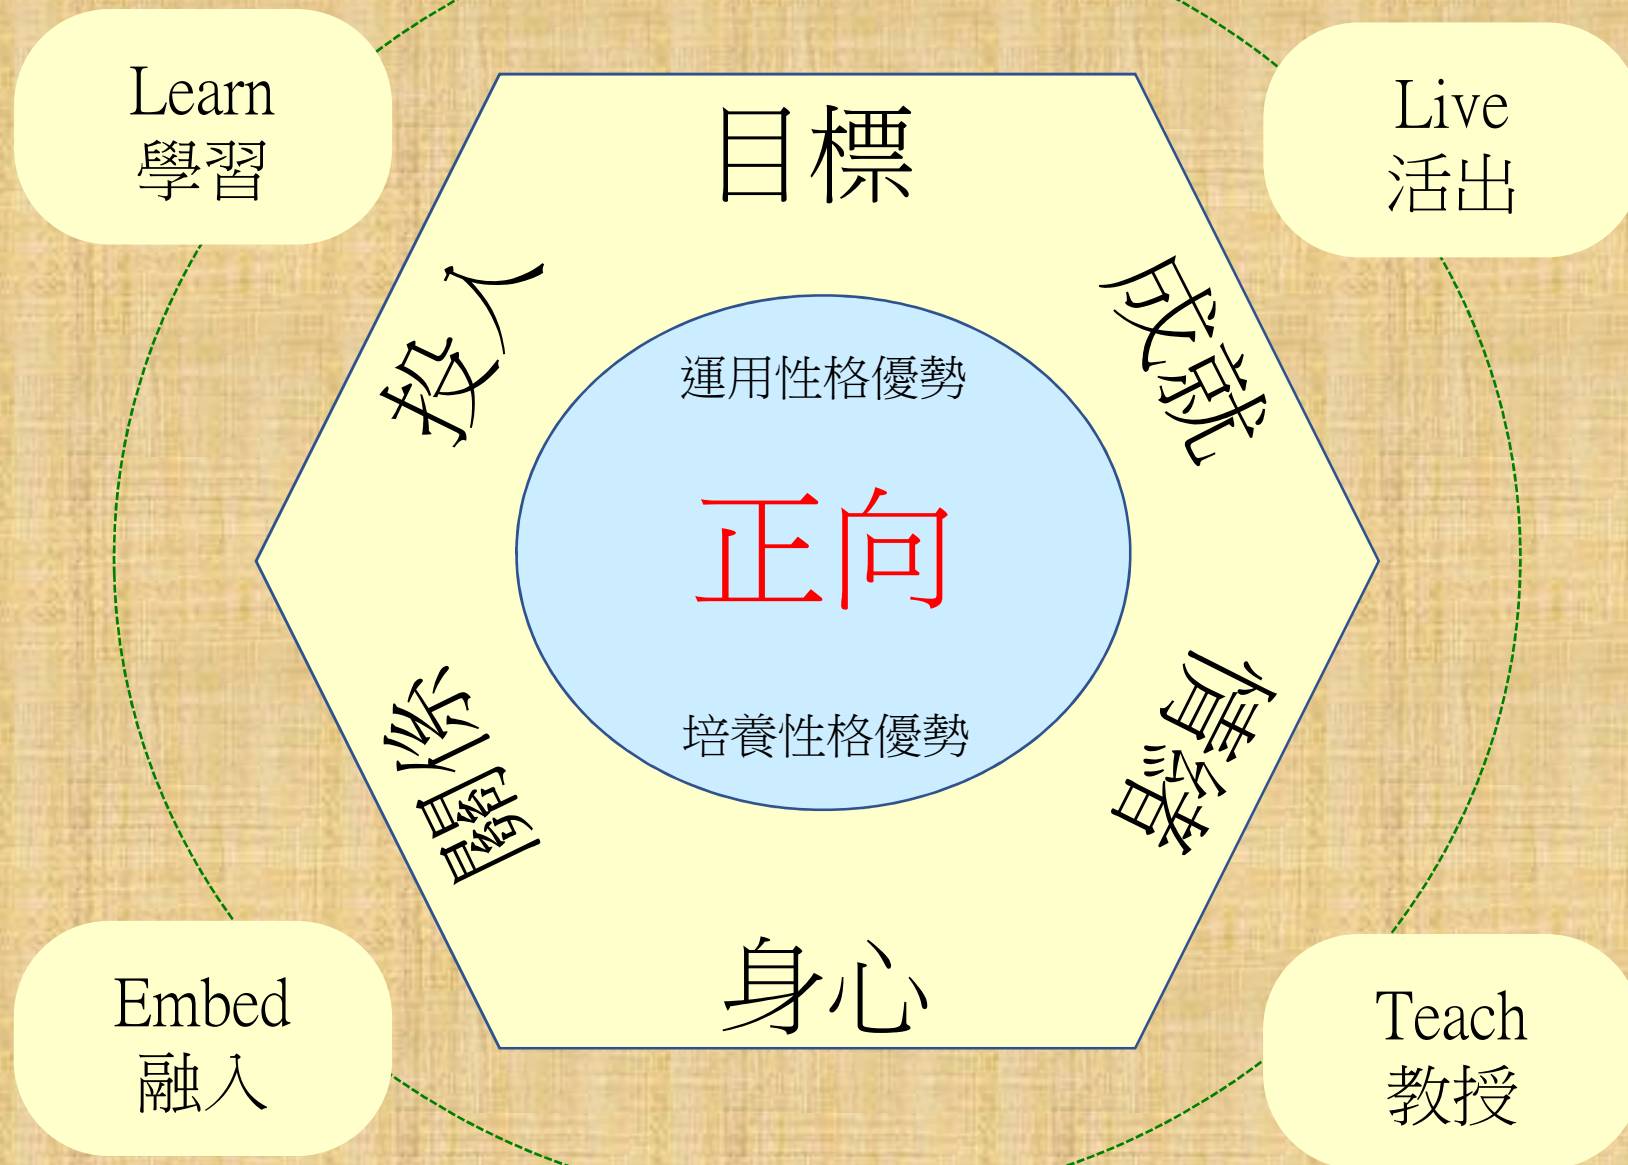 Learn
學習
Live
活出
目標
投入
成就
運用性格優勢
正向
培養性格優勢
關係
情緒
身心
Embed
融入
Teach
教授